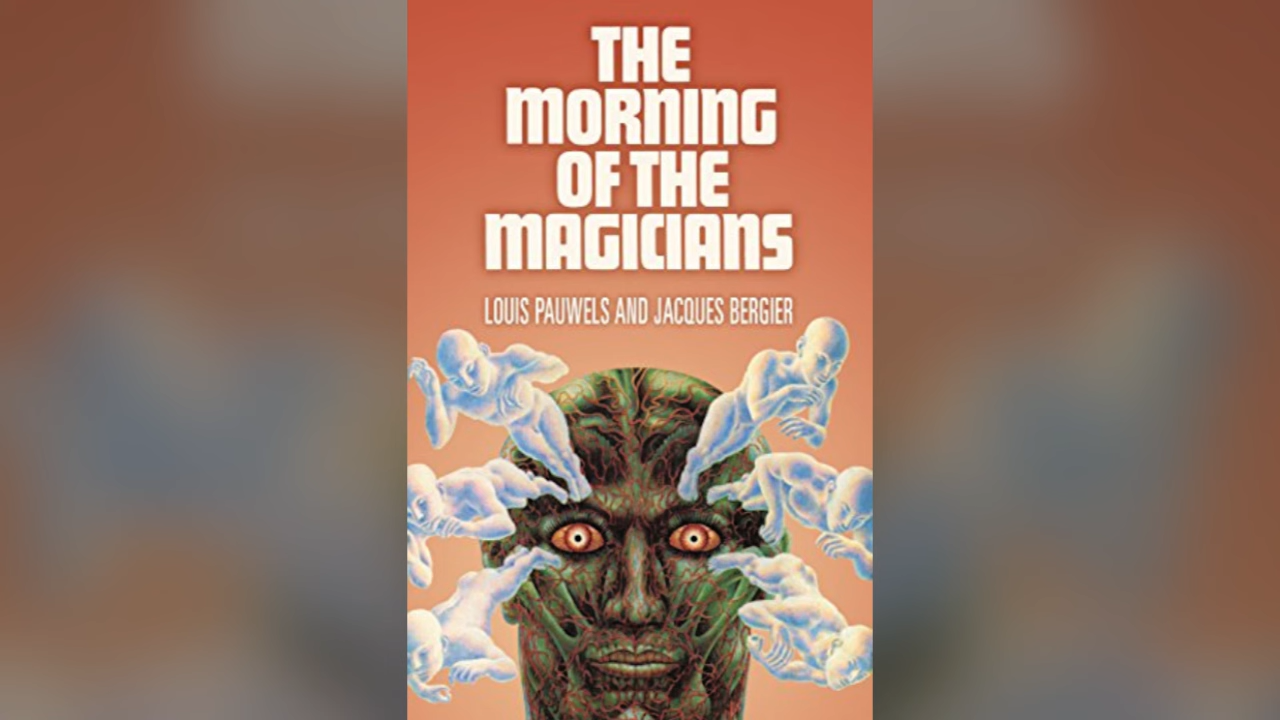 THE
MORNING
OF THE
MAGICIANS
LOUIS PAUWELS AND JACQUES BERGIER